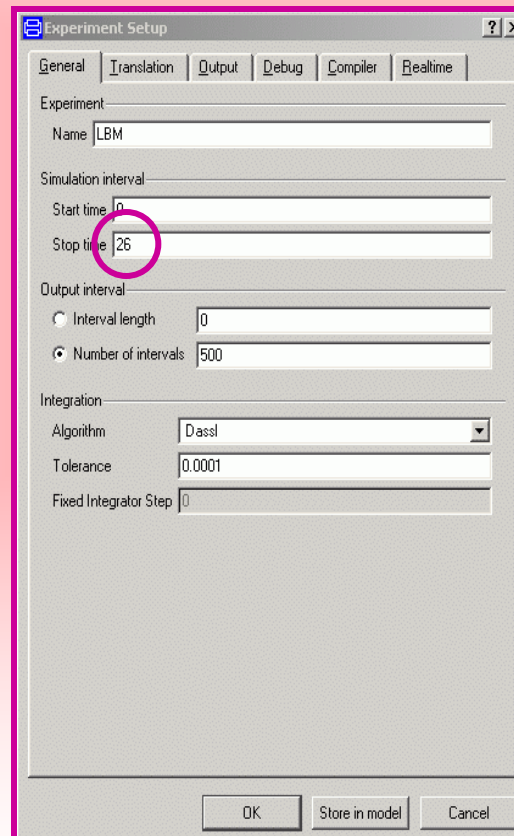 Experiment Setup
General Translation Output Debug Compiler Realtime
Experiment
Name LBM
Simulation interval
Start time 0
Stop time 26
Output interval
Interval length 0
Number of intervals 500
Integration
Algorithm Dassl
Tolerance 0.0001
Fixed Integrator Step 0
OK Store in model Cancel